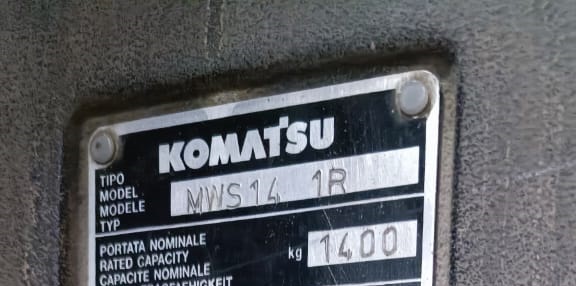 KOMATSU
TIPO
MODEL
MODELE
TYP
MWS14 1R
PORTATA NOMINALE
RATED CAPACITY
CAPACITE NOMINALE
kg 1400